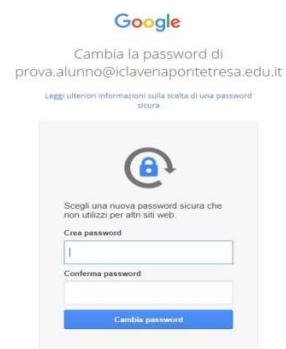 Google
Cambia la password di
prova.alunno@iclavenapontetresa.edu.it
Leggi ulteriori informazioni sulla scelta di una password
sicura
Scegli una nuova password sicura che
non utilizzi per altri siti web.
Crea password
Conferma password
Cambia password